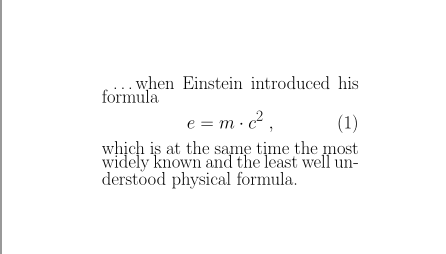 …when Einstein introduced his
formula
e = m · c² , (1)
which is at the same time the most
widely known and the least well un-
derstood physical formula.